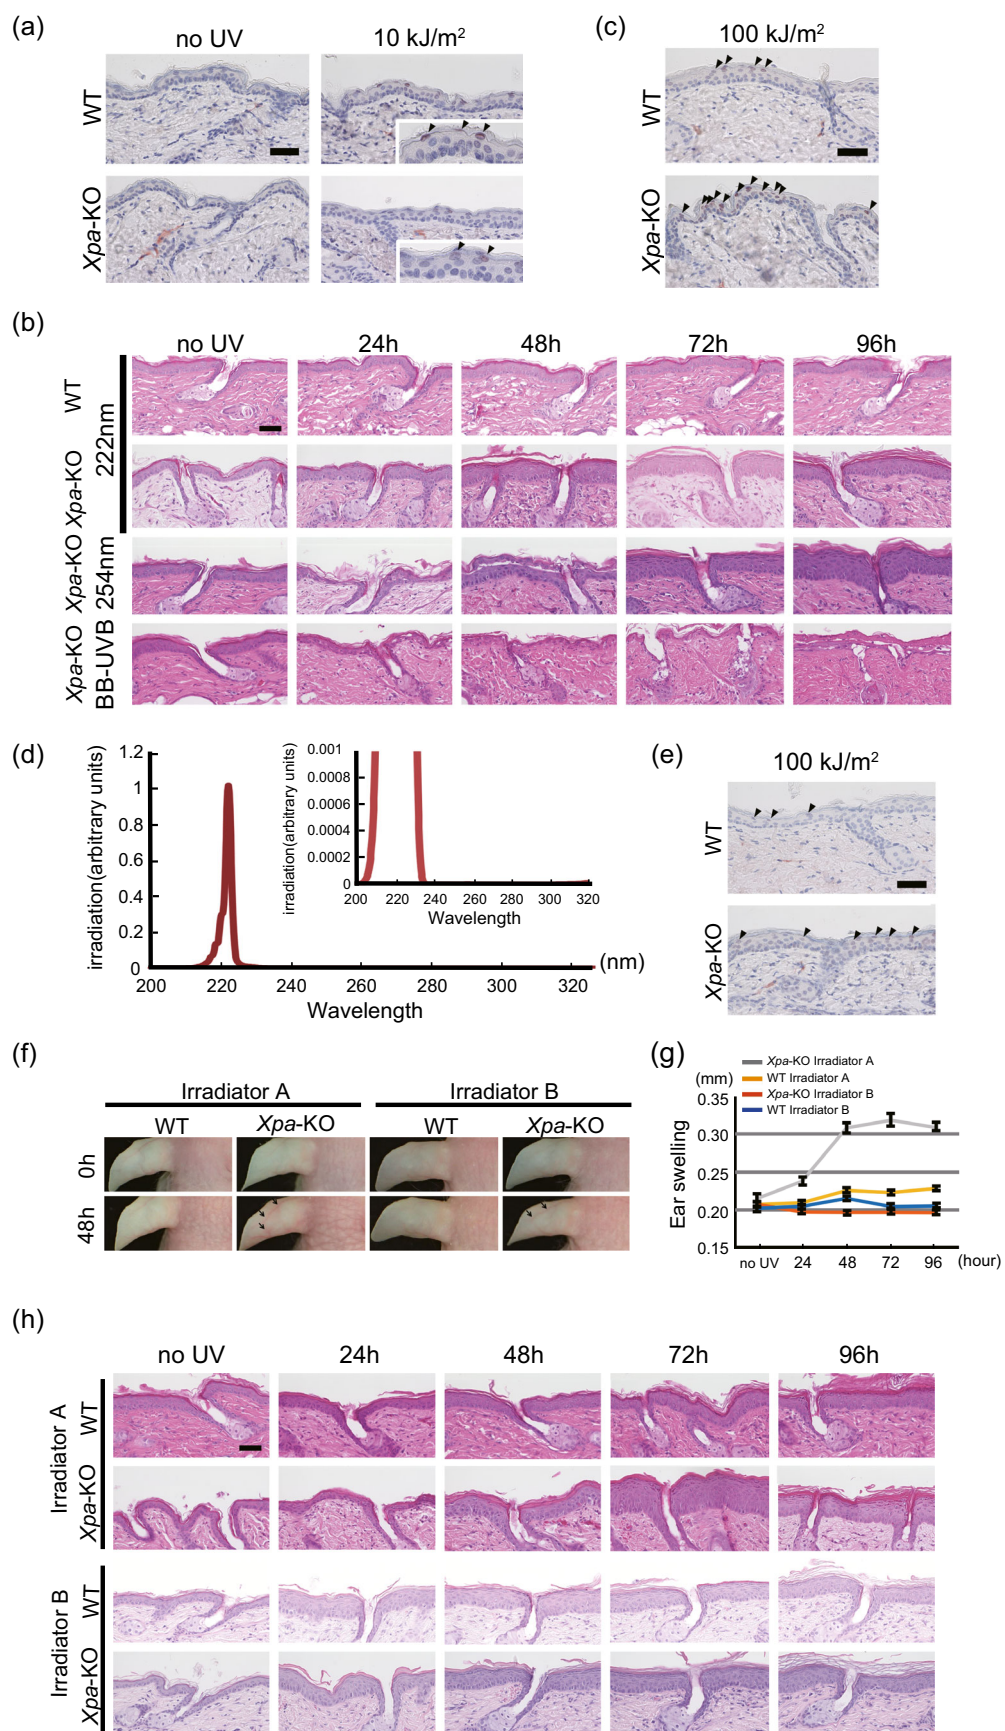 (a)
no UV
10 kJ/m²
WT
Xpa-KO
(c)
100 kJ/m²
WT
Xpa-KO
(b)
no UV
24h
48h
72h
96h
WT
Xpa-KO
222nm
Xpa-KO
254nm
Xpa-KO
BB-UVB
(d)
irradiation(arbitrary units)
1.2
1
0.8
0.6
0.4
0.2
0
200
220
240
260
280
300
320
(nm)
Wavelength
irradiation(arbitrary units)
0.001
0.0008
0.0006
0.0004
0.0002
0
200
220
240
260
280
300
320
Wavelength
(e)
100 kJ/m²
WT
Xpa-KO
(f)
Irradiator A
Irradiator B
WT
Xpa-KO
WT
Xpa-KO
0h
48h
(g)
Xpa-KO Irradiator A
WT Irradiator A
Xpa-KO Irradiator B
WT Irradiator B
(mm)
Ear swelling
0.35
0.30
0.25
0.20
0.15
no UV
24
48
72
96
(hour)
(h)
no UV
24h
48h
72h
96h
Irradiator A
WT
Xpa-KO
Irradiator B
WT
Xpa-KO